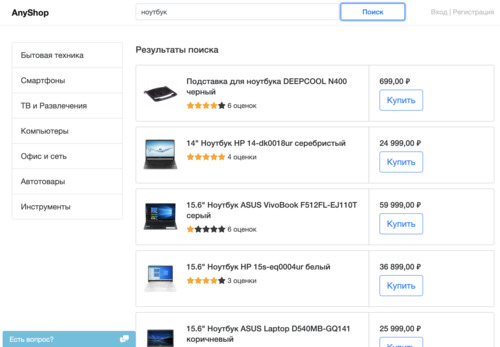 AnyShop
ноутбук
Поиск
Вход | Регистрация
Бытовая техника
Смартфоны
ТВ и Развлечения
Компьютеры
Офис и сеть
Автотовары
Инструменты
Результаты поиска
Подставка для ноутбука DEEPCOOL N400
черный
6 оценок
699,00 ₽
Купить
14" Ноутбук HP 14-dk0018ur серебристый
4 оценки
24 999,00 ₽
Купить
15.6" Ноутбук ASUS VivoBook F512FL-EJ110T
серый
6 оценок
59 999,00 ₽
Купить
15.6" Ноутбук HP 15s-eq0004ur белый
3 оценки
36 899,00 ₽
Купить
15.6" Ноутбук ASUS Laptop D540MB-GQ141
коричневый
25 999,00 ₽
Купить
Есть вопрос?